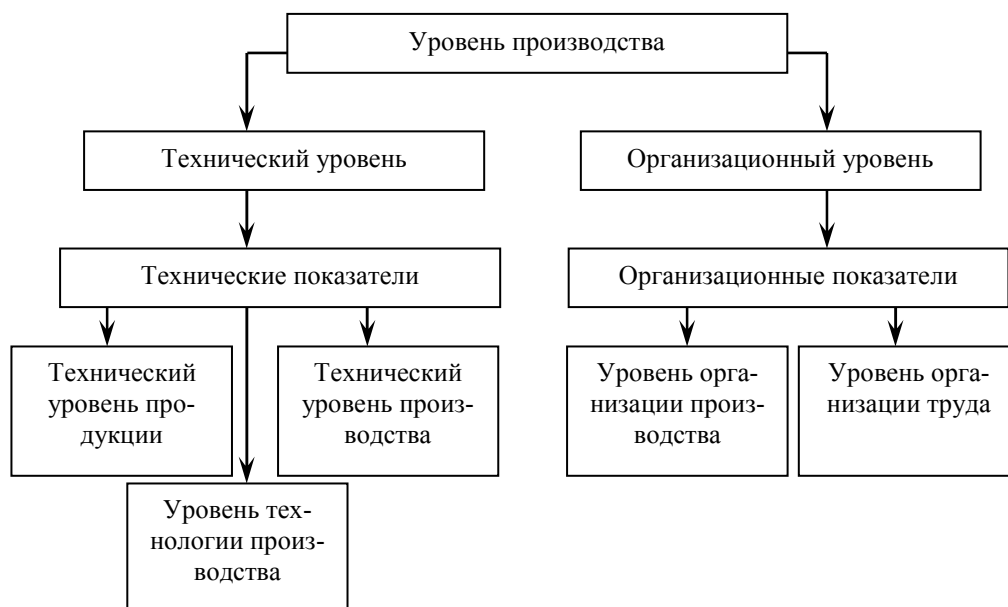 Уровень производства
Технический уровень
Организационный уровень
Технические показатели
Организационные показатели
Технический
уровень про-
дукции
Технический
уровень произ-
водства
Уровень орга-
низации произ-
водства
Уровень орга-
низации труда
Уровень тех-
нологии произ-
водства